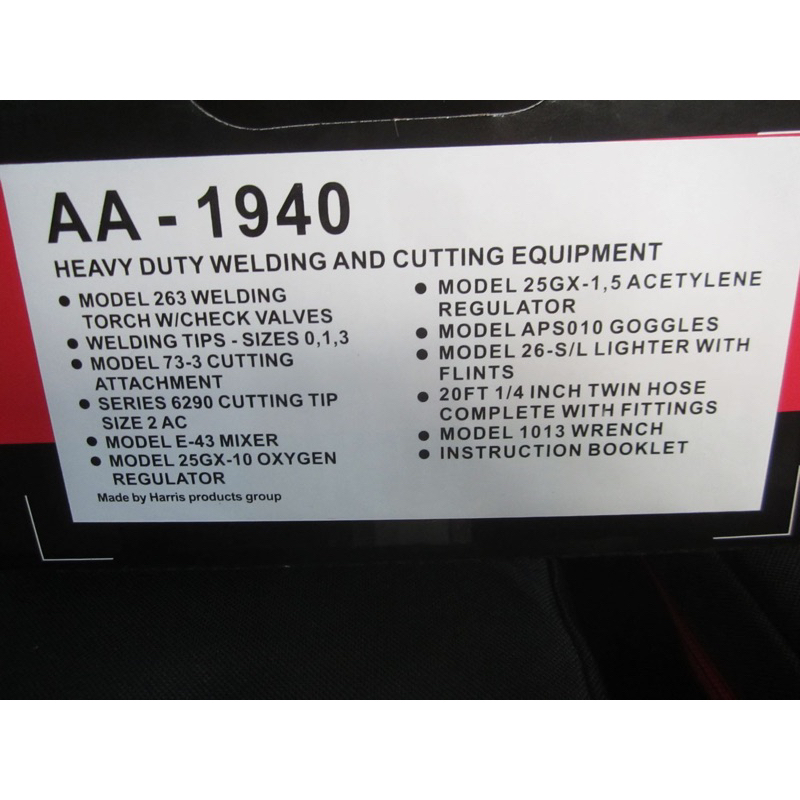 AA - 1940
HEAVY DUTY WELDING AND CUTTING EQUIPMENT
● MODEL 263 WELDING
TORCH W/CHECK VALVES
● WELDING TIPS - SIZES 0,1,3
● MODEL 73-3 CUTTING
ATTACHMENT
● SERIES 6290 CUTTING TIP
SIZE 2 AC
● MODEL E-43 MIXER
● MODEL 25GX-10 OXYGEN
REGULATOR
Made by Harris products group
● MODEL 25GX-1,5 ACETYLENE
REGULATOR
● MODEL APS010 GOGGLES
● MODEL 26-S/L LIGHTER WITH
FLINTS
● 20FT 1/4 INCH TWIN HOSE
COMPLETE WITH FITTINGS
● MODEL 1013 WRENCH
● INSTRUCTION BOOKLET